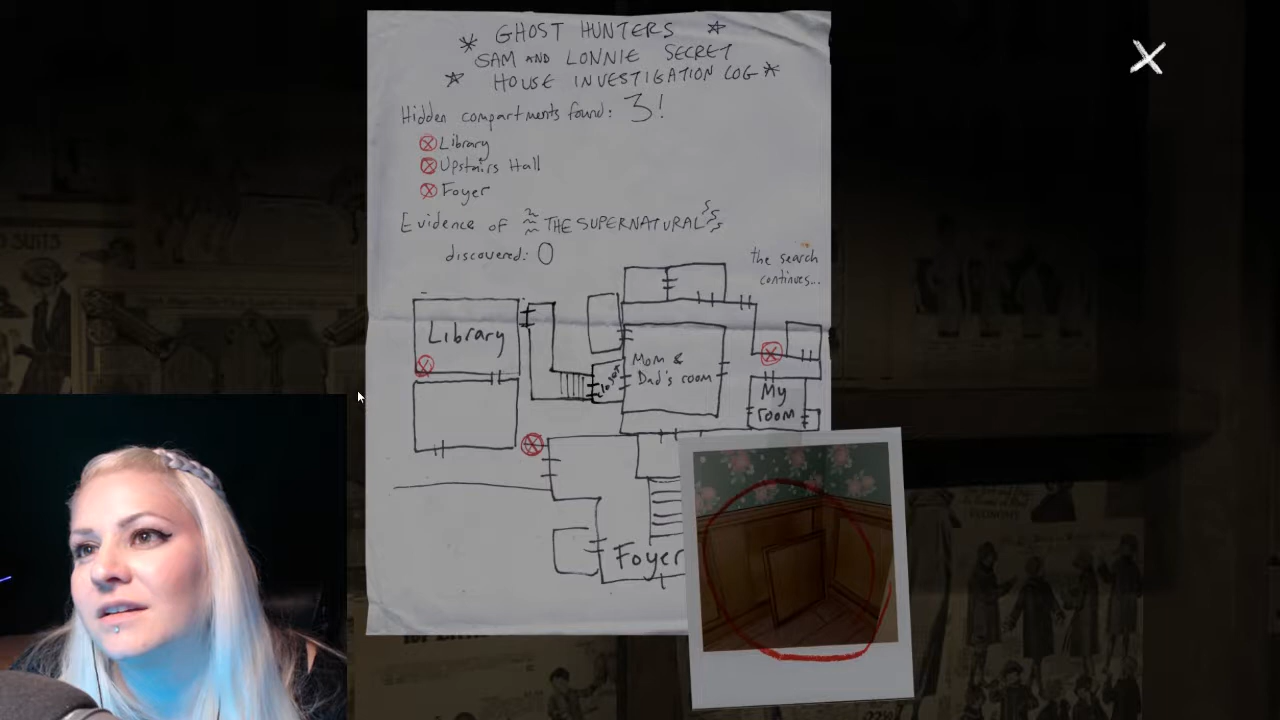 GHOST HUNTERS
SAM AND LONNIE SECRET
HOUSE INVESTIGATION LOG
Hidden compartments found: 3!
Library
Upstairs Hall
Foyer
Evidence of THE SUPERNATURAL
discovered: 0
the search
continues...
Library
Mom &
Dad's room
My
room
Foyer
ECONOMY